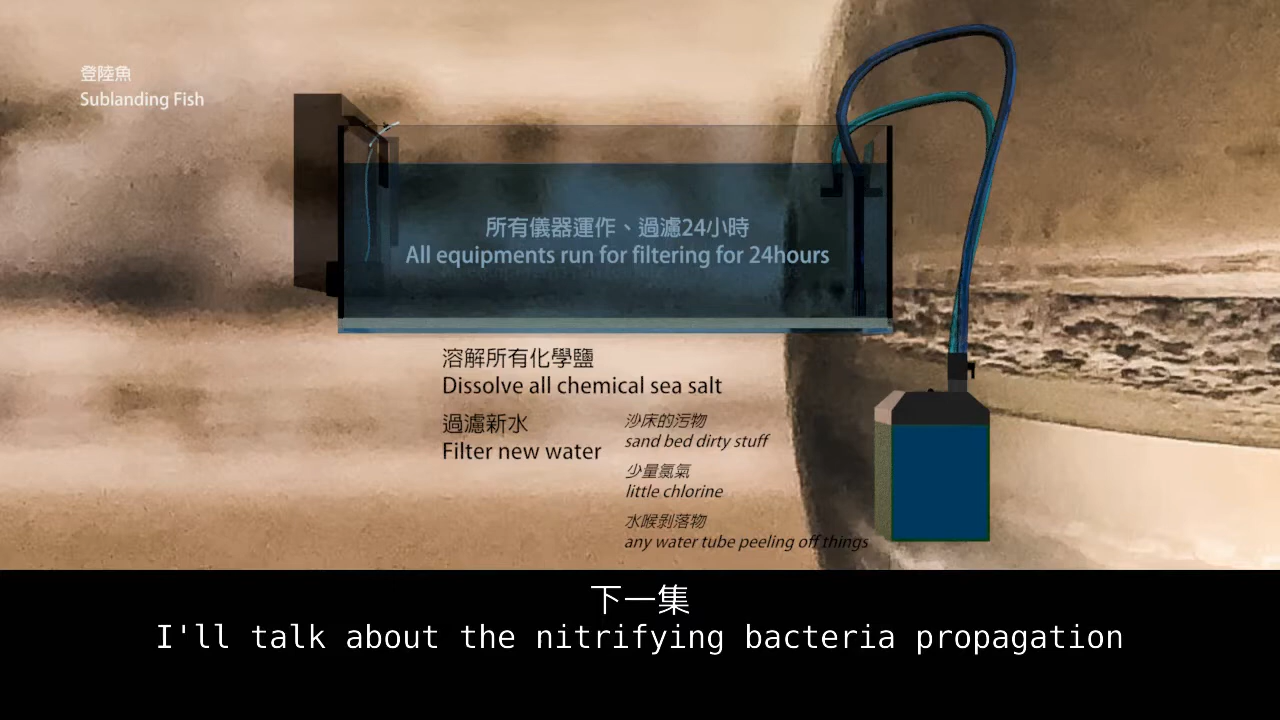 登陸魚
Sublanding Fish
所有儀器運作、過濾24小時
All equipments run for filtering for 24hours
溶解所有化學鹽
Dissolve all chemical sea salt
過濾新水
Filter new water
沙床的污物
sand bed dirty stuff
少量氯氣
little chlorine
水喉剥落物
any water tube peeling off things
下一集
I'll talk about the nitrifying bacteria propagation